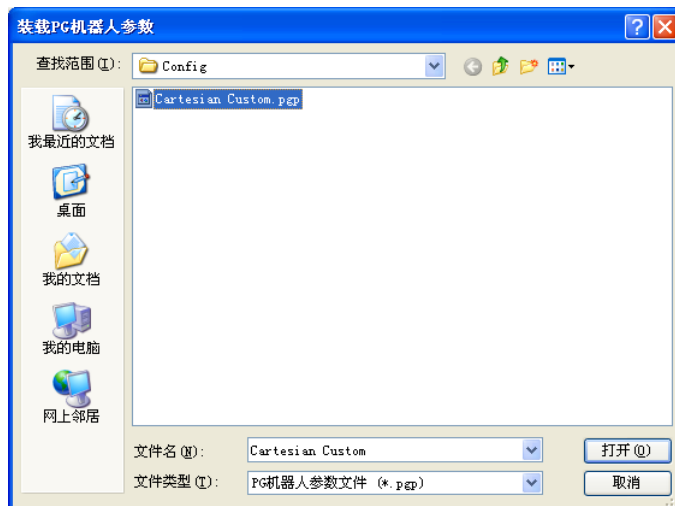 装载PG机器人参数
查找范围(I):
Config
Cartesian Custom.pgp
我最近的文档
桌面
我的文档
我的电脑
网上邻居
文件名(N):
Cartesian Custom
打开(O)
文件类型(T):
PG机器人参数文件 (*.pgp)
取消